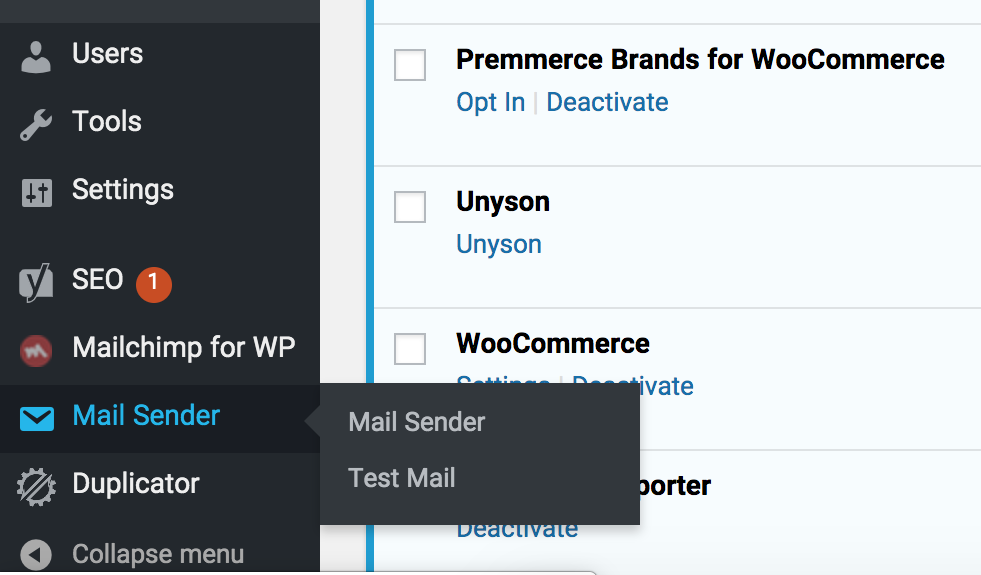 Users
Tools
Settings
SEO 1
Mailchimp for WP
Mail Sender
Duplicator
Collapse menu
Mail Sender
Test Mail
Premmerce Brands for WooCommerce
Opt In | Deactivate
Unyson
Unyson
WooCommerce
Settings | Deactivate
porter
Deactivate